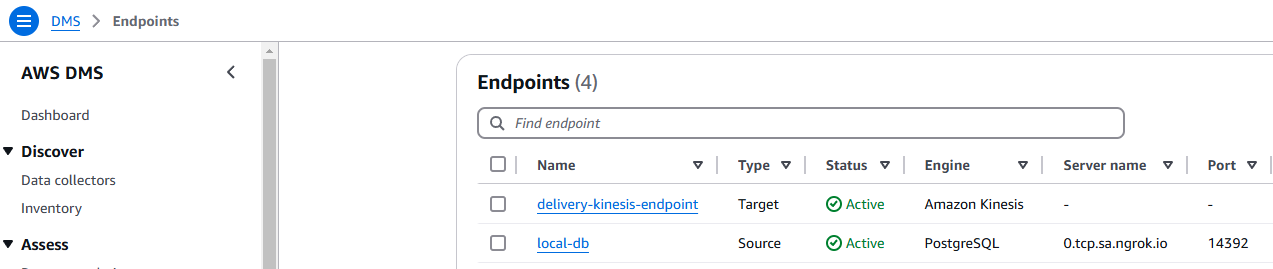 DMS > Endpoints
AWS DMS
Dashboard
Discover
Data collectors
Inventory
Assess
Endpoints (4)
Find endpoint
Name Type Status Engine Server name Port
delivery-kinesis-endpoint Target Active Amazon Kinesis - -
local-db Source Active PostgreSQL 0.tcp.sa.ngrok.io 14392